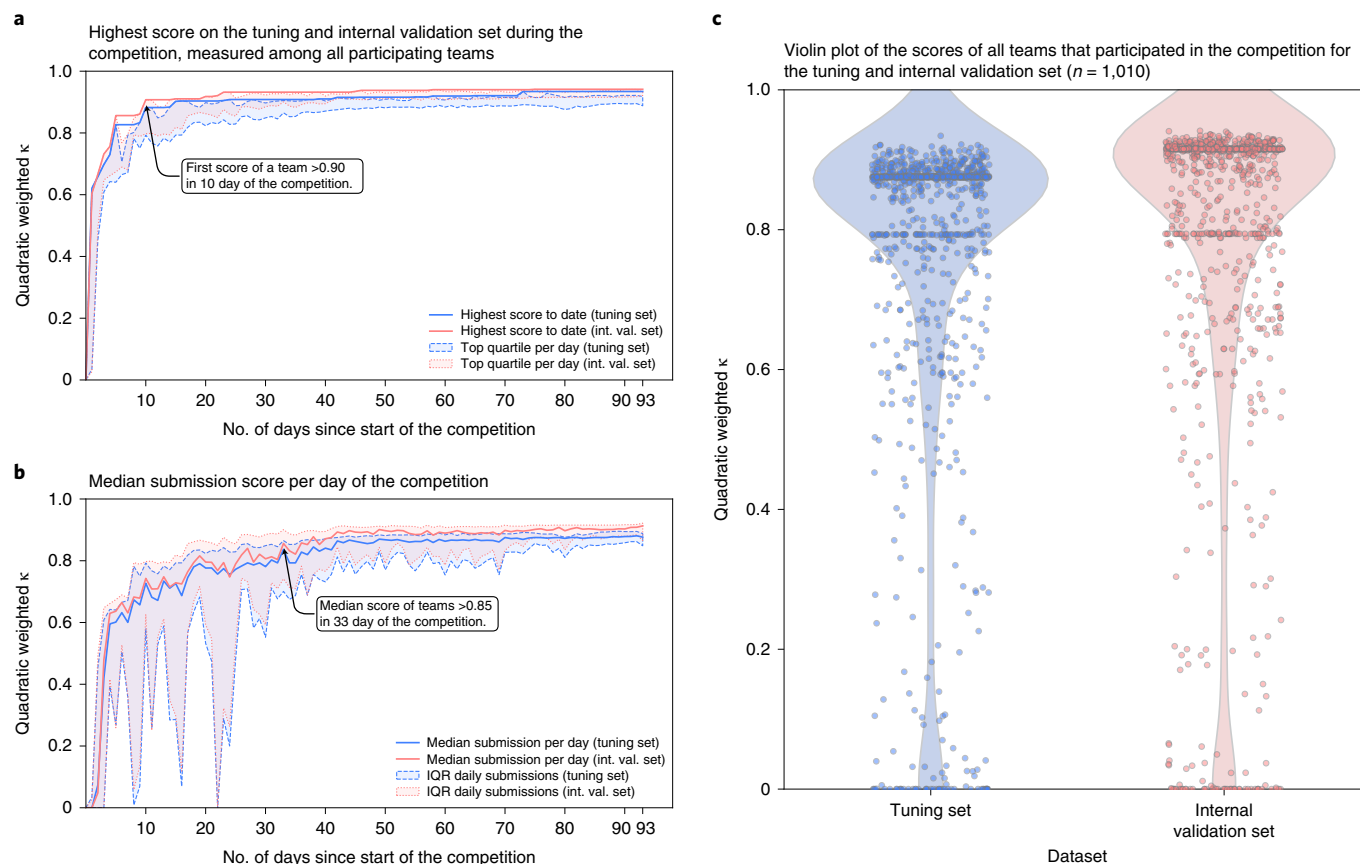 a
Highest score on the tuning and internal validation set during the
competition, measured among all participating teams
1.0
0.8
0.6
0.4
0.2
0
Quadratic weighted κ
First score of a team >0.90
in 10 day of the competition.
Highest score to date (tuning set)
Highest score to date (int. val. set)
Top quartile per day (tuning set)
Top quartile per day (int. val. set)
10 20 30 40 50 60 70 80 90 93
No. of days since start of the competition
b
Median submission score per day of the competition
1.0
0.8
0.6
0.4
0.2
0
Quadratic weighted κ
Median score of teams >0.85
in 33 day of the competition.
Median submission per day (tuning set)
Median submission per day (int. val. set)
IQR daily submissions (tuning set)
IQR daily submissions (int. val. set)
10 20 30 40 50 60 70 80 90 93
No. of days since start of the competition
c
Violin plot of the scores of all teams that participated in the competition for
the tuning and internal validation set (n = 1,010)
1.0
0.8
0.6
0.4
0.2
0
Quadratic weighted κ
Tuning set
Internal
validation set
Dataset